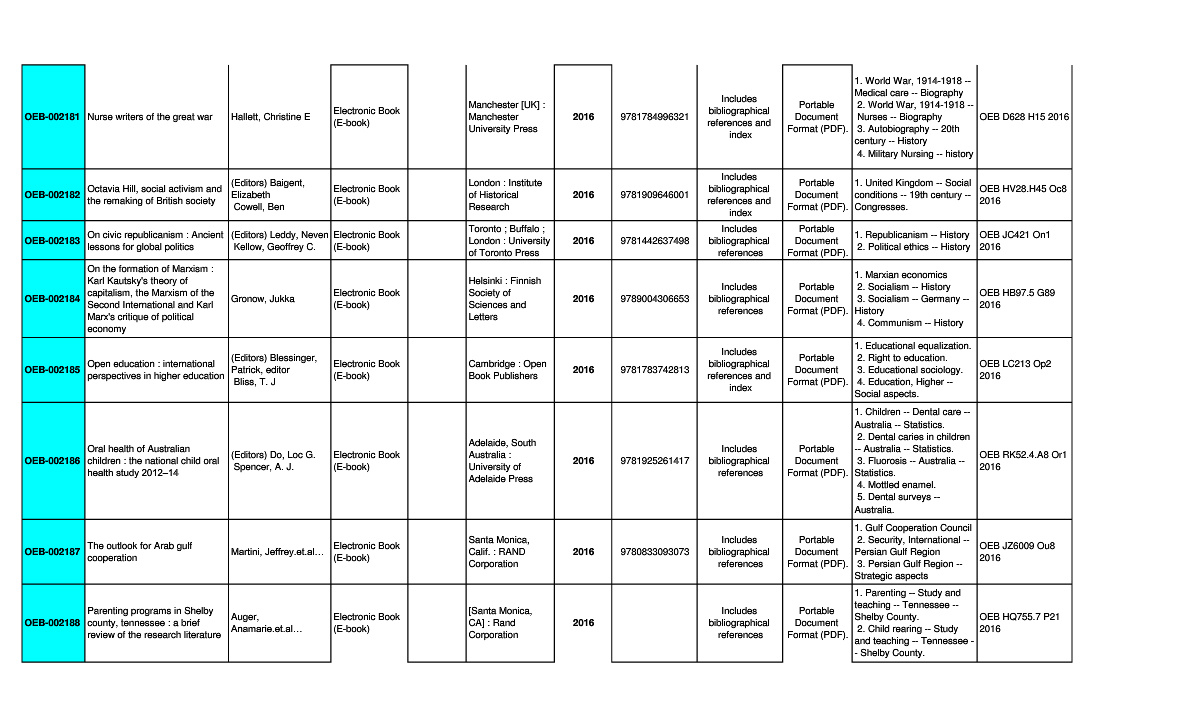 OEB-002181
Nurse writers of the great war
Hallett, Christine E
Electronic Book
(E-book)
Manchester [UK] :
Manchester
University Press
2016
9781784996321
Includes
bibliographical
references and
index
Portable
Document
Format (PDF).
1. World War, 1914-1918 --
Medical care -- Biography
2. World War, 1914-1918 --
Nurses -- Biography
3. Autobiography -- 20th
century -- History
4. Military Nursing -- history
OEB D628 H15 2016
OEB-002182
Octavia Hill, social activism and
the remaking of British society
(Editors) Baigent,
Elizabeth
Cowell, Ben
Electronic Book
(E-book)
London : Institute
of Historical
Research
2016
9781909646001
Includes
bibliographical
references and
index
Portable
Document
Format (PDF).
1. United Kingdom -- Social
conditions -- 19th century --
Congresses.
OEB HV28.H45 Oc8
2016
OEB-002183
On civic republicanism : Ancient
lessons for global politics
(Editors) Leddy, Neven
Kellow, Geoffrey C.
Electronic Book
(E-book)
Toronto ; Buffalo ;
London : University
of Toronto Press
2016
9781442637498
Includes
bibliographical
references
Portable
Document
Format (PDF).
1. Republicanism -- History
2. Political ethics -- History
OEB JC421 On1
2016
OEB-002184
On the formation of Marxism :
Karl Kautsky's theory of
capitalism, the Marxism of the
Second International and Karl
Marx's critique of political
economy
Gronow, Jukka
Electronic Book
(E-book)
Helsinki : Finnish
Society of
Sciences and
Letters
2016
9789004306653
Includes
bibliographical
references
Portable
Document
Format (PDF).
1. Marxian economics
2. Socialism -- History
3. Socialism -- Germany --
History
4. Communism -- History
OEB HB97.5 G89
2016
OEB-002185
Open education : international
perspectives in higher education
(Editors) Blessinger,
Patrick, editor
Bliss, T. J
Electronic Book
(E-book)
Cambridge : Open
Book Publishers
2016
9781783742813
Includes
bibliographical
references and
index
Portable
Document
Format (PDF).
1. Educational equalization.
2. Right to education.
3. Educational sociology.
4. Education, Higher --
Social aspects.
OEB LC213 Op2
2016
OEB-002186
Oral health of Australian
children : the national child oral
health study 2012–14
(Editors) Do, Loc G.
Spencer, A. J.
Electronic Book
(E-book)
Adelaide, South
Australia :
University of
Adelaide Press
2016
9781925261417
Includes
bibliographical
references
Portable
Document
Format (PDF).
1. Children -- Dental care --
Australia -- Statistics.
2. Dental caries in children
-- Australia -- Statistics.
3. Fluorosis -- Australia --
Statistics.
4. Mottled enamel.
5. Dental surveys --
Australia.
OEB RK52.4.A8 Or1
2016
OEB-002187
The outlook for Arab gulf
cooperation
Martini, Jeffrey.et.al...
Electronic Book
(E-book)
Santa Monica,
Calif. : RAND
Corporation
2016
9780833093073
Includes
bibliographical
references
Portable
Document
Format (PDF).
1. Gulf Cooperation Council
2. Security, International --
Persian Gulf Region
3. Persian Gulf Region --
Strategic aspects
OEB JZ6009 Ou8
2016
OEB-002188
Parenting programs in Shelby
county, tennessee : a brief
review of the research literature
Auger,
Anamarie.et.al...
Electronic Book
(E-book)
[Santa Monica,
CA] : Rand
Corporation
2016
Includes
bibliographical
references
Portable
Document
Format (PDF).
1. Parenting -- Study and
teaching -- Tennessee --
Shelby County.
2. Child rearing -- Study
and teaching -- Tennessee -
- Shelby County.
OEB HQ755.7 P21
2016